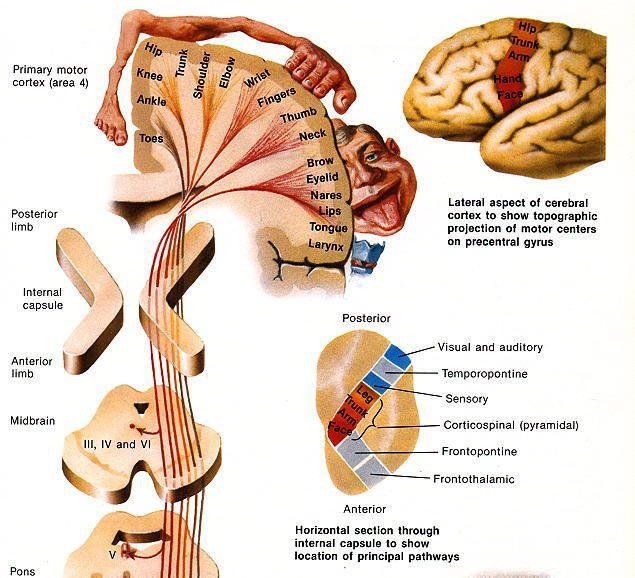 Primary motor
cortex (area 4)
Hip
Knee
Ankle
Toes
Trunk
Shoulder
Elbow
Wrist
Fingers
Thumb
Neck
Brow
Eyelid
Nares
Lips
Tongue
Larynx
Hip
Trunk
Arm
Hand
Face
Lateral aspect of cerebral
cortex to show topographic
projection of motor centers
on precentral gyrus
Posterior
limb
Internal
capsule
Anterior
limb
Midbrain
III, IV and VI
V
Pons
Posterior
Visual and auditory
Temporopontine
Sensory
Corticospinal (pyramidal)
Frontopontine
Frontothalamic
Leg
Trunk
Arm
Face
Anterior
Horizontal section through
internal capsule to show
location of principal pathways